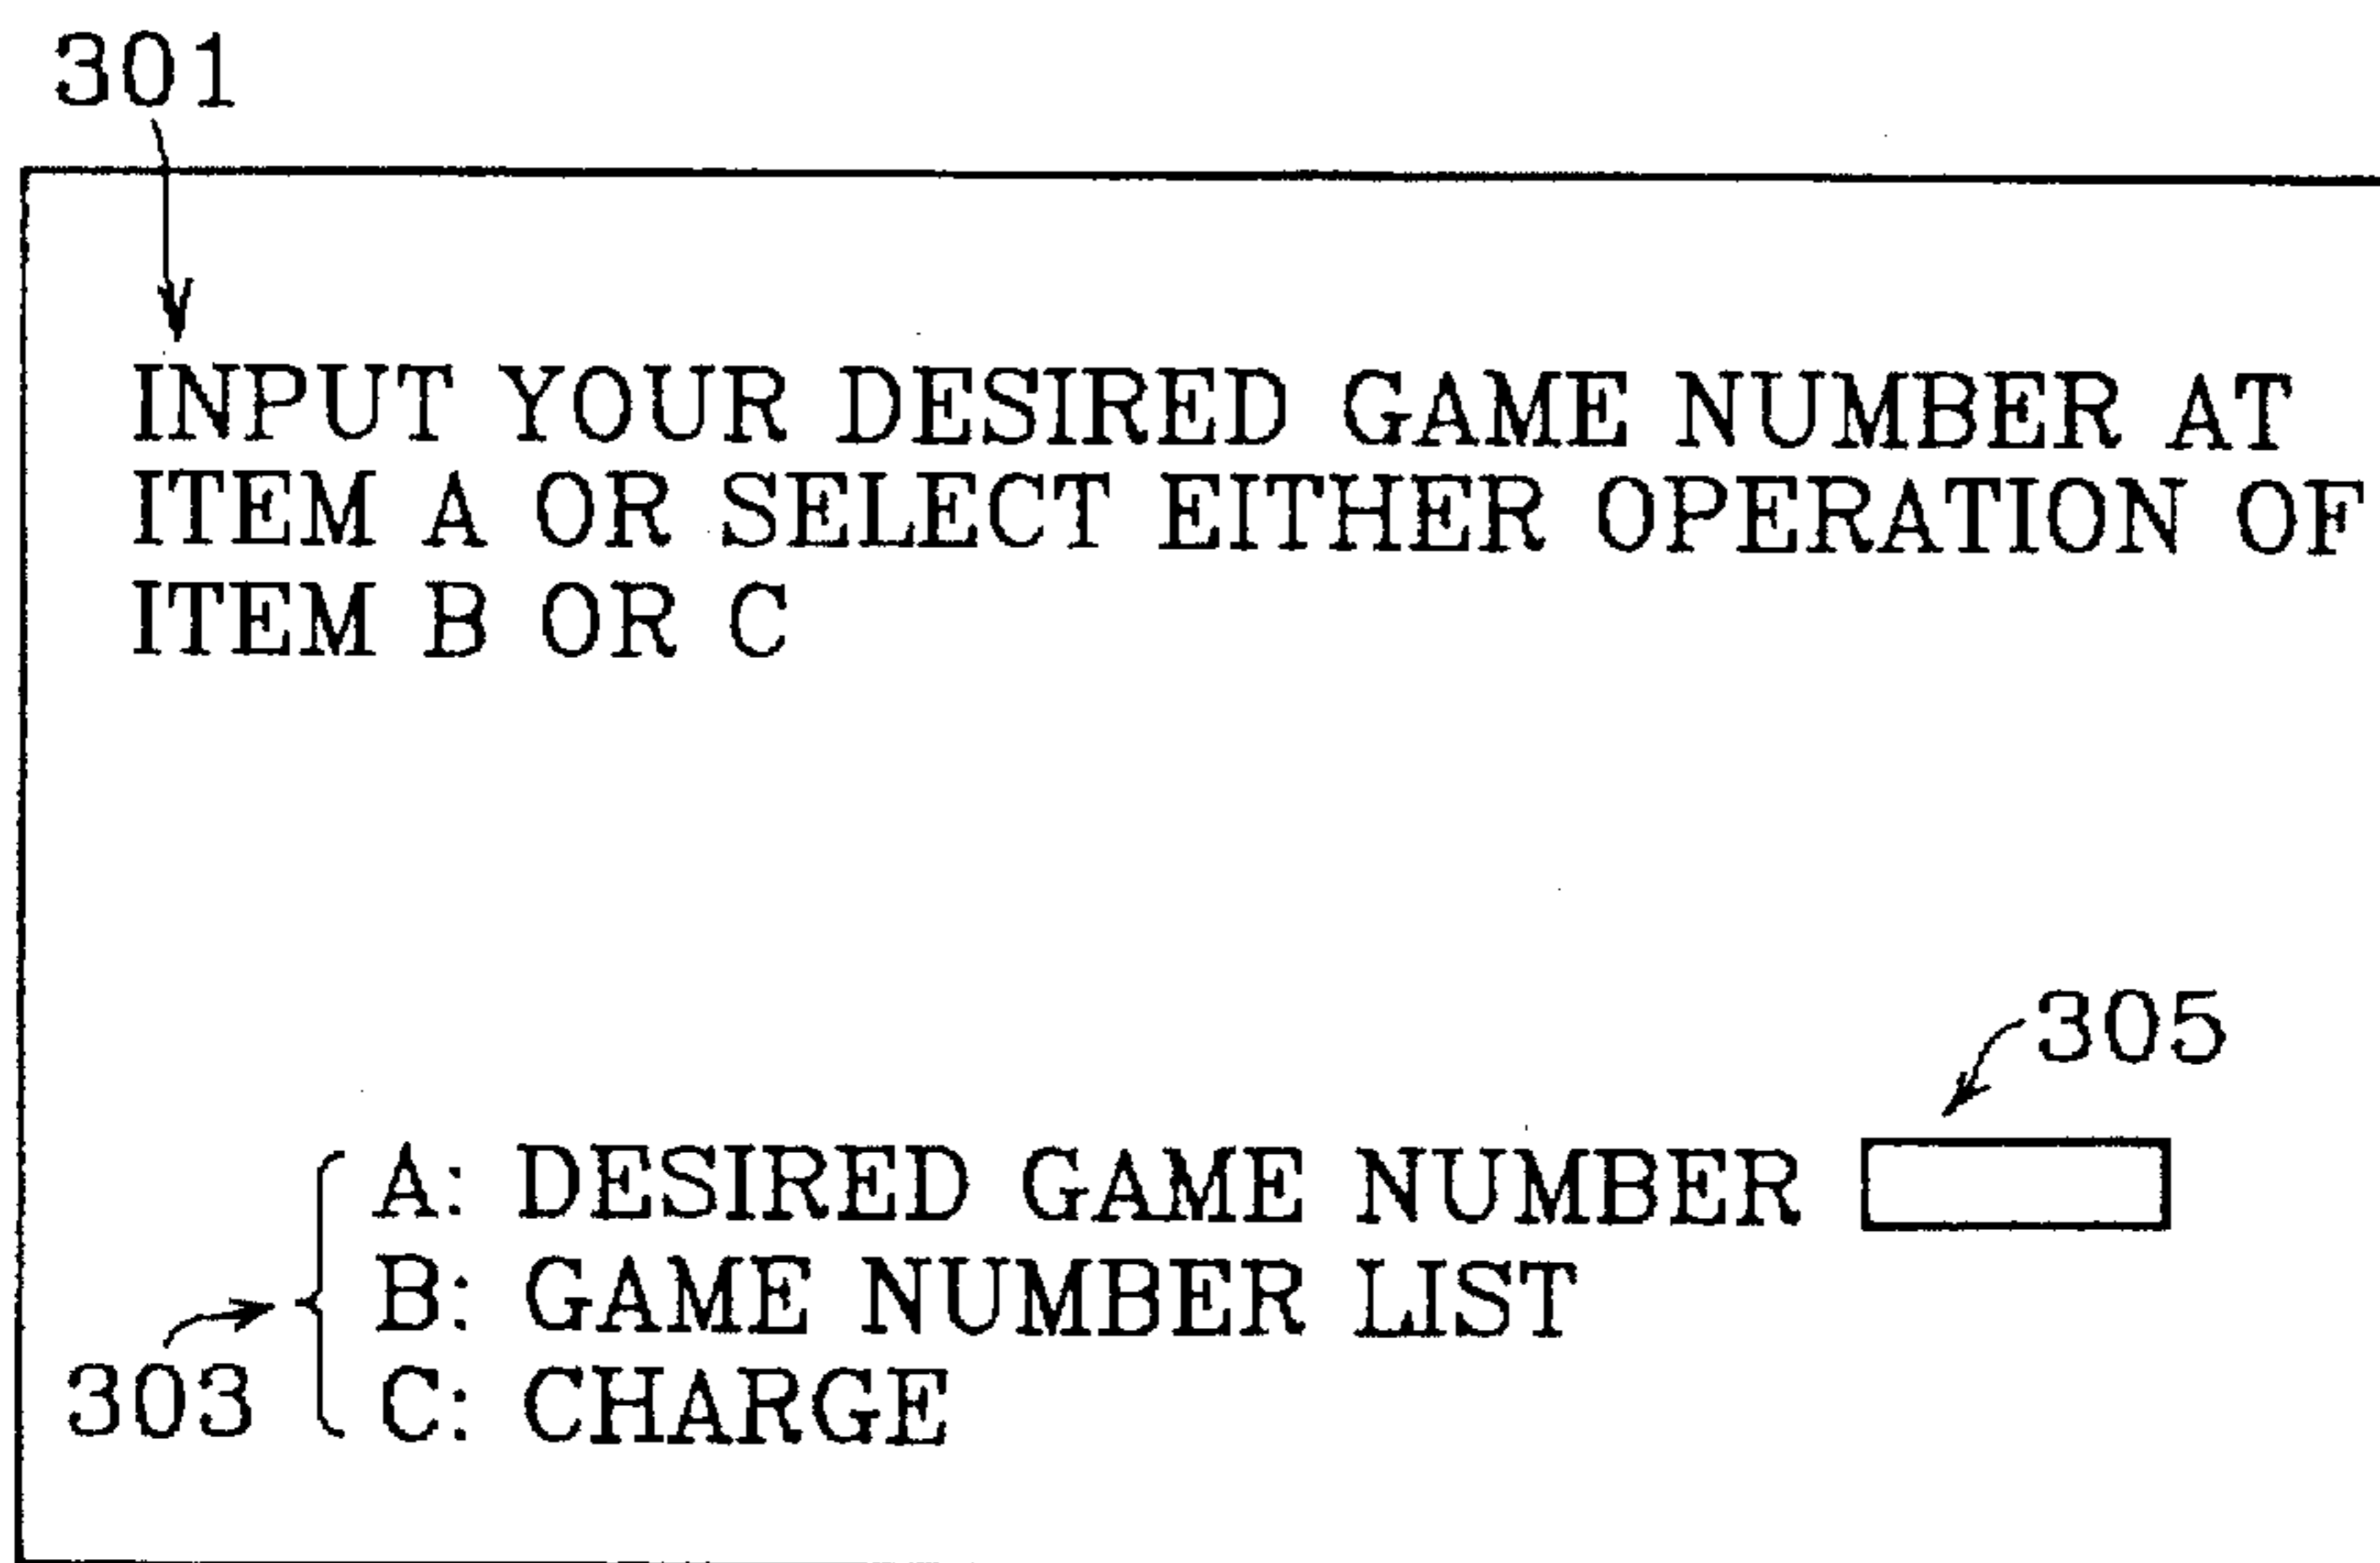 301
INPUT YOUR DESIRED GAME NUMBER AT
ITEM A OR SELECT EITHER OPERATION OF
ITEM B OR C
305
A: DESIRED GAME NUMBER
B: GAME NUMBER LIST
303 C: CHARGE